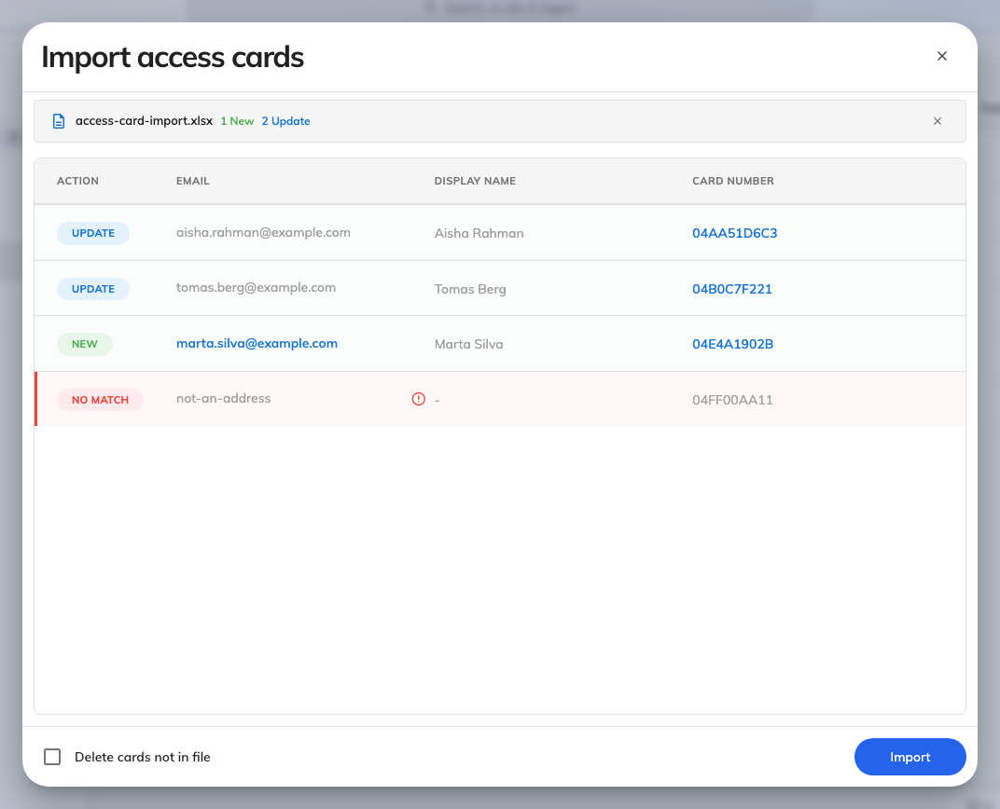 Import access cards
access-card-import.xlsx 1 New 2 Update
ACTION EMAIL DISPLAY NAME CARD NUMBER
UPDATE aisha.rahman@example.com Aisha Rahman 04AA51D6C3
UPDATE tomas.berg@example.com Tomas Berg 04B0C7F221
NEW marta.silva@example.com Marta Silva 04E4A1902B
NO MATCH not-an-address - 04FF00AA11
Delete cards not in file Import